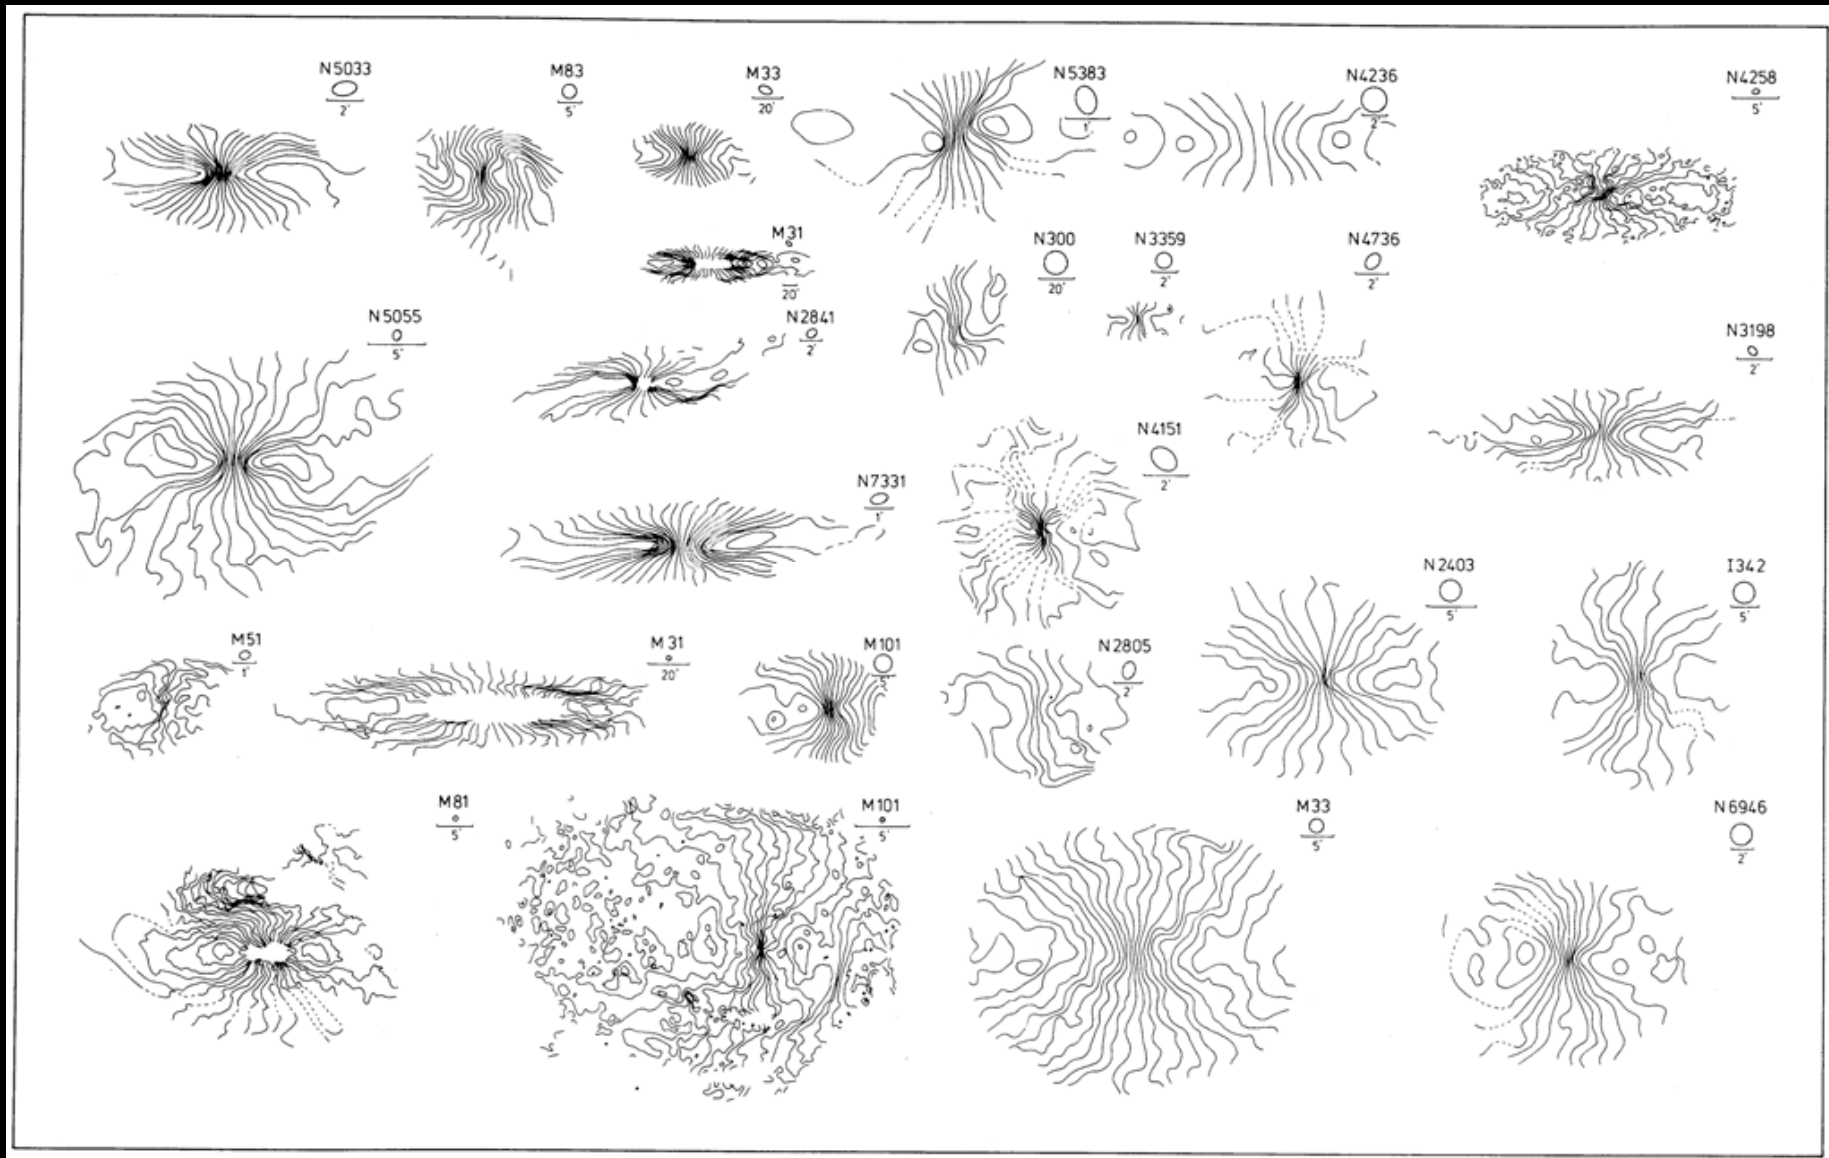 N5033
2'
M83
5'
M33
20'
N5383
1'
N4236
2'
N4258
5'
M31
20'
N300
20'
N3359
2'
N4736
2'
N5055
5'
N2841
2'
N3198
2'
N4151
2'
N7331
1'
N2403
5'
I342
5'
M51
1'
M31
20'
M101
5'
N2805
2'
M81
5'
M101
5'
M33
5'
N6946
2'